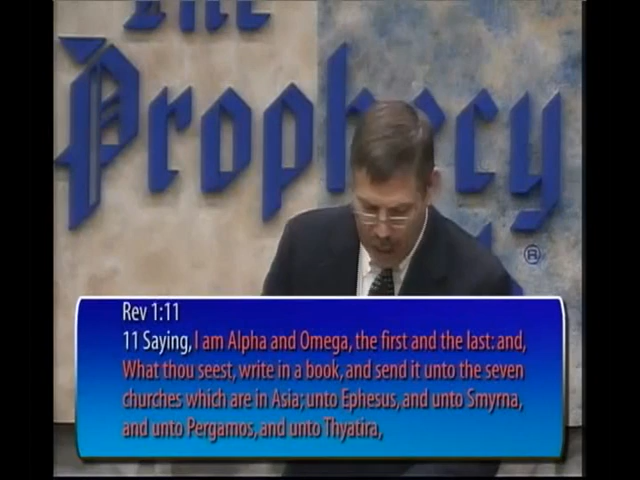 The
Prophecy
®
Rev 1:11
11 Saying, I am Alpha and Omega, the first and the last: and,
What thou seest, write in a book, and send it unto the seven
churches which are in Asia; unto Ephesus, and unto Smyrna,
and unto Pergamos, and unto Thyatira,